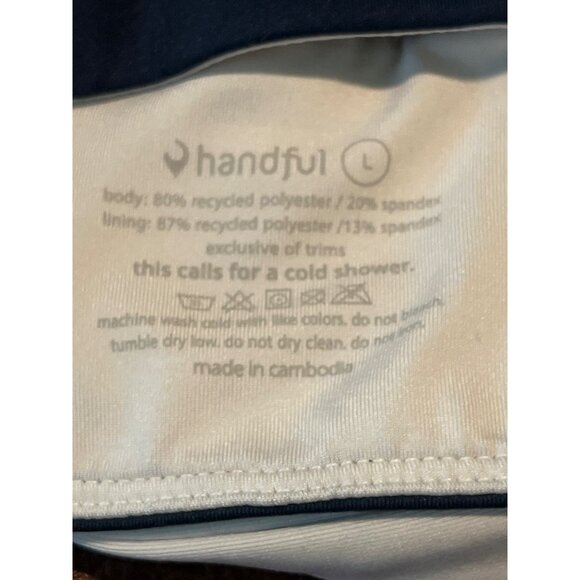 handful L
body: 80% recycled polyester / 20% spandex
lining: 87% recycled polyester /13% spandex
exclusive of trims
this calls for a cold shower.
machine wash cold with like colors. do not bleach.
tumble dry low. do not dry clean. do not iron.
made in cambodia